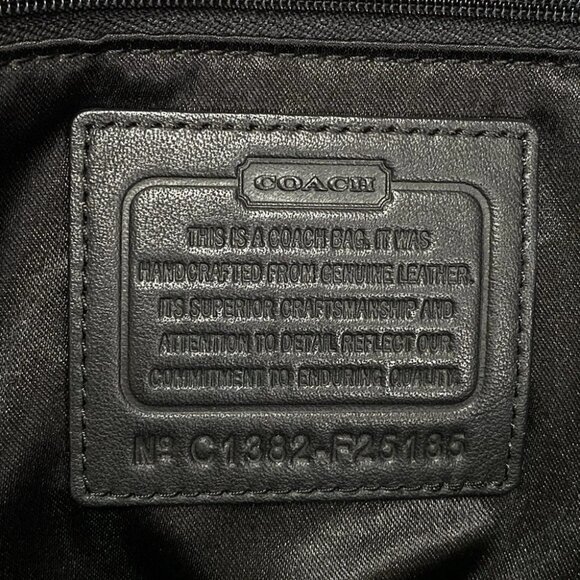 COACH
THIS IS A COACH BAG. IT WAS
HANDCRAFTED FROM GENUINE LEATHER.
ITS SUPERIOR CRAFTSMANSHIP AND
ATTENTION TO DETAIL REFLECT OUR
COMMITMENT TO ENDURING QUALITY.
Nº C1382-F25185